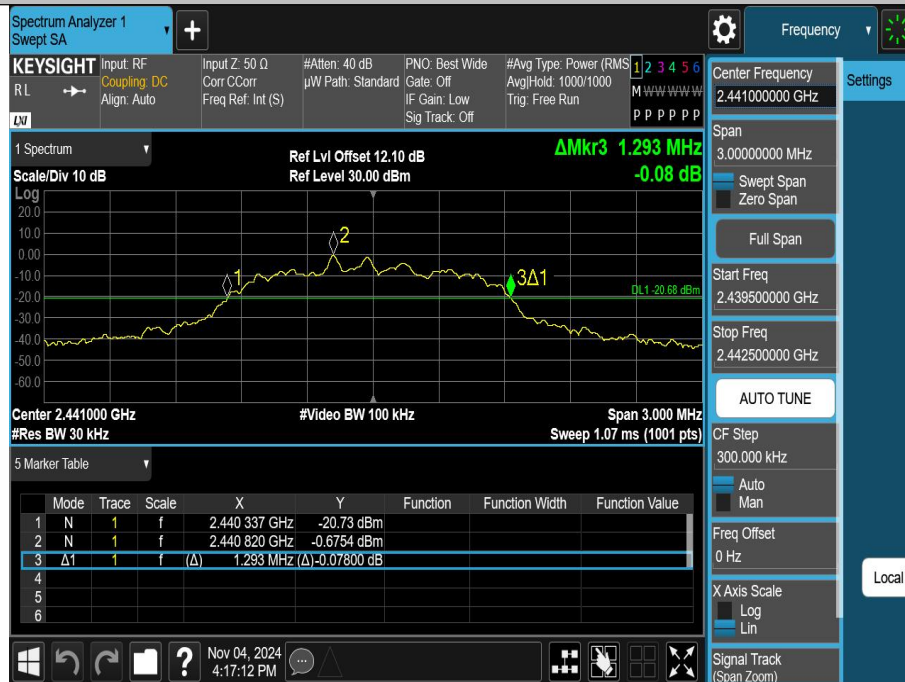 Spectrum Analyzer 1
Swept SA
+
Frequency
KEYSIGHT
RL
LXI
Input: RF
Coupling: DC
Align: Auto
Input Z: 50 Ω
Corr CCorr
Freq Ref: Int (S)
#Atten: 40 dB
µW Path: Standard
PNO: Best Wide
Gate: Off
IF Gain: Low
Sig Track: Off
#Avg Type: Power (RMS
Avg|Hold: 1000/1000
Trig: Free Run
1 2 3 4 5 6
M W W W W W
P P P P P P
1 Spectrum
Scale/Div 10 dB
Log
Ref Lvl Offset 12.10 dB
Ref Level 30.00 dBm
ΔMkr3 1.293 MHz
-0.08 dB
20.0
10.0
0.00
-10.0
-20.0
-30.0
-40.0
-50.0
-60.0
1
2
3Δ1
DL1 -20.68 dBm
Center 2.441000 GHz
#Video BW 100 kHz
Span 3.000 MHz
#Res BW 30 kHz
Sweep 1.07 ms (1001 pts)
5 Marker Table
Mode Trace Scale X Y Function Function Width Function Value
1 N 1 f 2.440 337 GHz -20.73 dBm
2 N 1 f 2.440 820 GHz -0.6754 dBm
3 Δ1 1 f (Δ) 1.293 MHz (Δ) -0.07800 dB
4
5
6
?
Nov 04, 2024
4:17:12 PM
Center Frequency
2.441000000 GHz
Span
3.00000000 MHz
Swept Span
Zero Span
Full Span
Start Freq
2.439500000 GHz
Stop Freq
2.442500000 GHz
AUTO TUNE
CF Step
300.000 kHz
Auto
Man
Freq Offset
0 Hz
X Axis Scale
Log
Lin
Signal Track
(Span Zoom)
Settings
Local